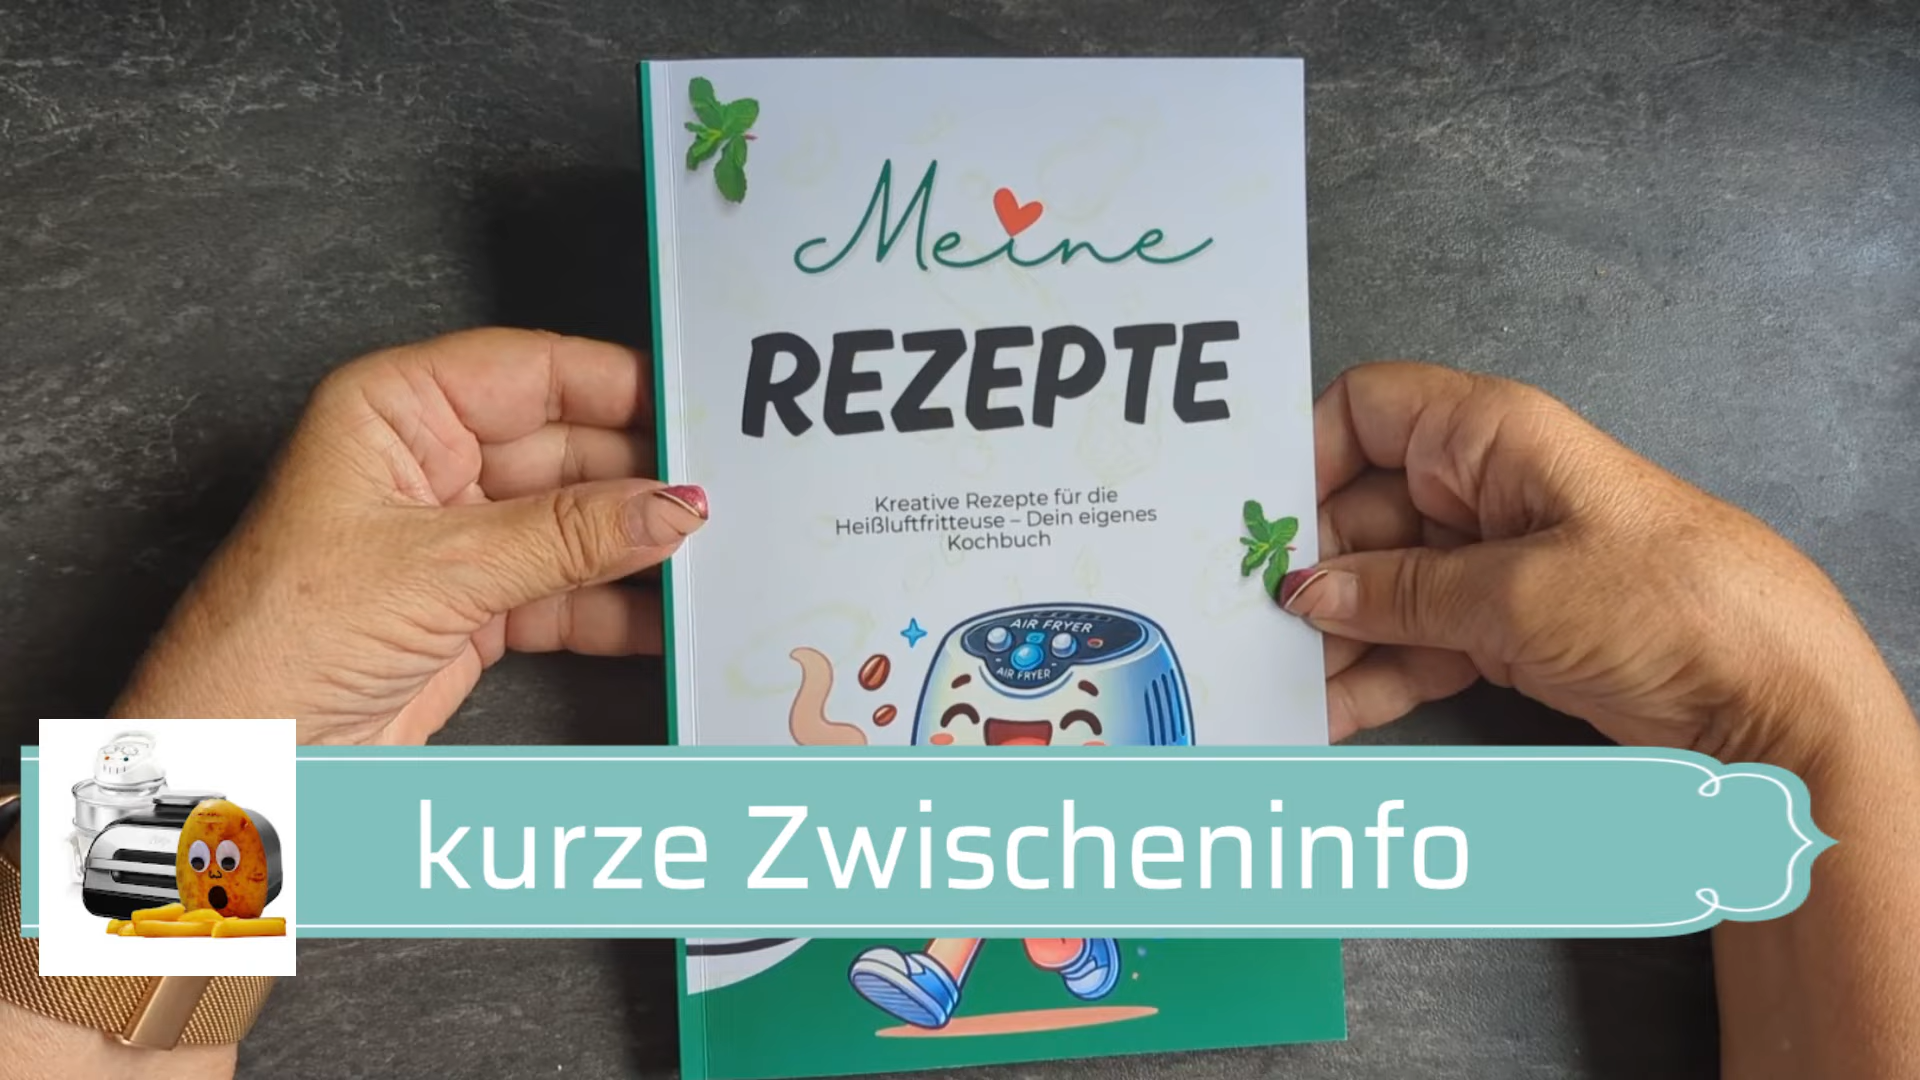 Meine
REZEPTE
Kreative Rezepte für die
Heißluftfritteuse – Dein eigenes
Kochbuch
AIR FRYER
AIR FRYER
kurze Zwischeninfo